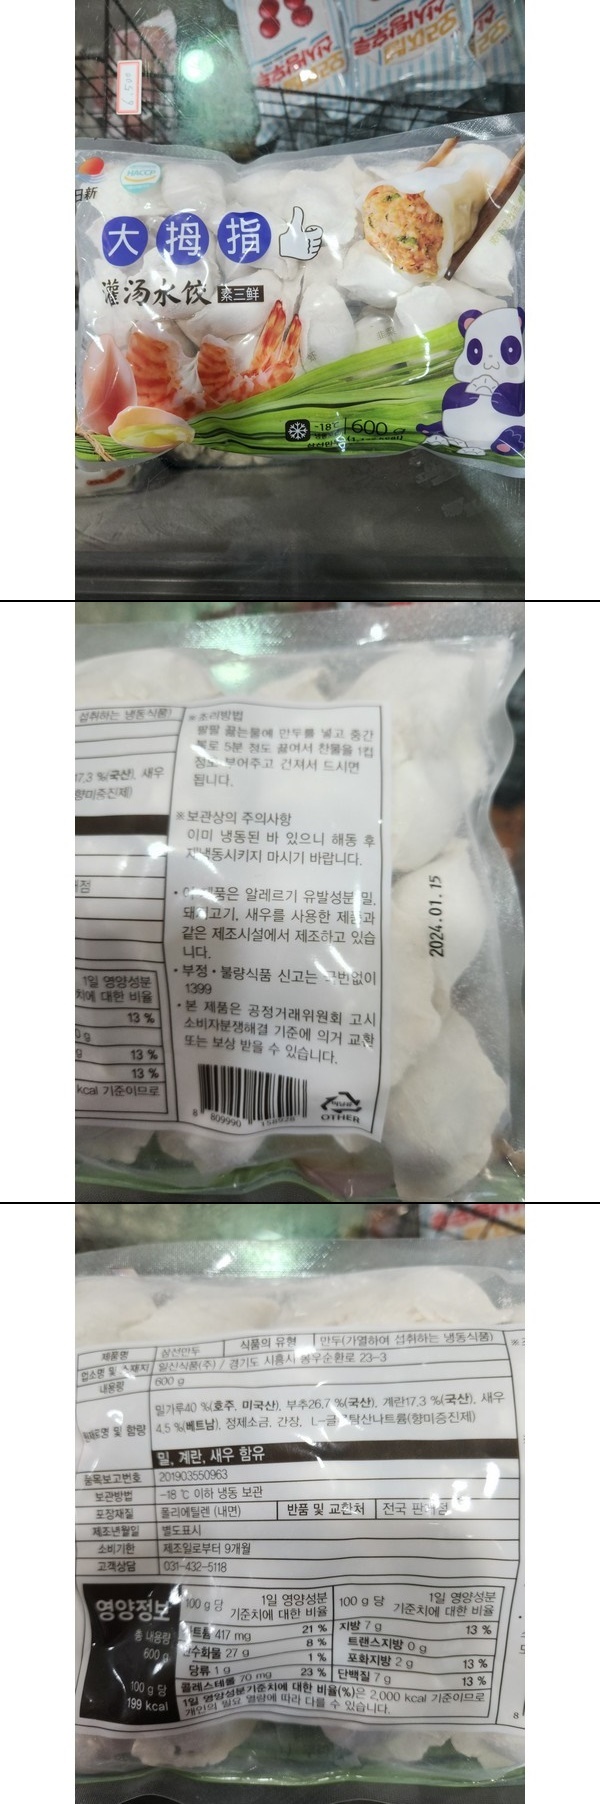 日新
HACCP
大拇指
灌汤水饺 素三鲜
-18℃
600 g
섭취하는 냉동식품)
17.3 %(국산), 새우
향미증진제)
1일 영양성분
치에 대한 비율
13 %
0 g
g 13 %
13 %
kcal 기준이므로
※조리방법
팔팔 끓는물에 만두를 넣고 중간
불로 5분 정도 끓여서 찬물을 1컵
정도 부어주고 건져서 드시면
됩니다.
※보관상의 주의사항
이미 냉동된 바 있으니 해동 후
재냉동시키지 마시기 바랍니다.
• 이 제품은 알레르기 유발성분 밀,
돼지고기, 새우를 사용한 제품과
같은 제조시설에서 제조하고 있습
니다.
• 부정 • 불량식품 신고는 국번없이
1399
• 본 제품은 공정거래위원회 고시
소비자분쟁해결 기준에 의거 교환
또는 보상 받을 수 있습니다.
8 809990
OTHER
2024.01.15
제품명 삼선만두 식품의 유형 만두(가열하여 섭취하는 냉동식품)
업소명 및 소재지 일신식품(주) / 경기도 시흥시 봉우순환로 23-3
내용량 600 g
원재료명 및 함량 밀가루40 %(호주, 미국산), 부추26.7 %(국산), 계란17.3 %(국산), 새우
4.5 %(베트남), 정제소금, 간장, L-글루탐산나트륨(향미증진제)
밀, 계란, 새우 함유
품목보고번호 201903550963
보관방법 -18 ℃ 이하 냉동 보관
포장재질 폴리에틸렌 (내면) 반품 및 교환처 전국 판매점
제조년월일 별도표시
소비기한 제조일로부터 9개월
고객상담 031-432-5118
영양정보
총 내용량
600 g
100 g 당
199 kcal
100 g 당 1일 영양성분
기준치에 대한 비율
나트륨 417 mg 21 %
탄수화물 27 g 8 %
당류 1 g 1 %
콜레스테롤 70 mg 23 %
100 g 당 1일 영양성분
기준치에 대한 비율
지방 7 g 13 %
트랜스지방 0 g
포화지방 2 g 13 %
단백질 7 g 13 %
1일 영양성분기준치에 대한 비율(%)은 2,000 kcal 기준이므로
개인의 필요 열량에 따라 다를 수 있습니다.